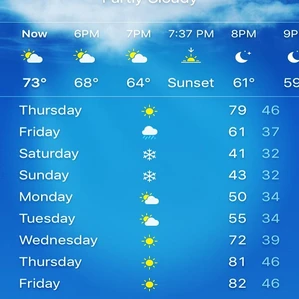 Partly Cloudy
Now 6PM 7PM 7:37 PM 8PM 9P
73° 68° 64° Sunset 61° 59
Thursday 79 46
Friday 61 37
Saturday 41 32
Sunday 43 32
Monday 50 34
Tuesday 55 34
Wednesday 72 39
Thursday 81 46
Friday 82 46